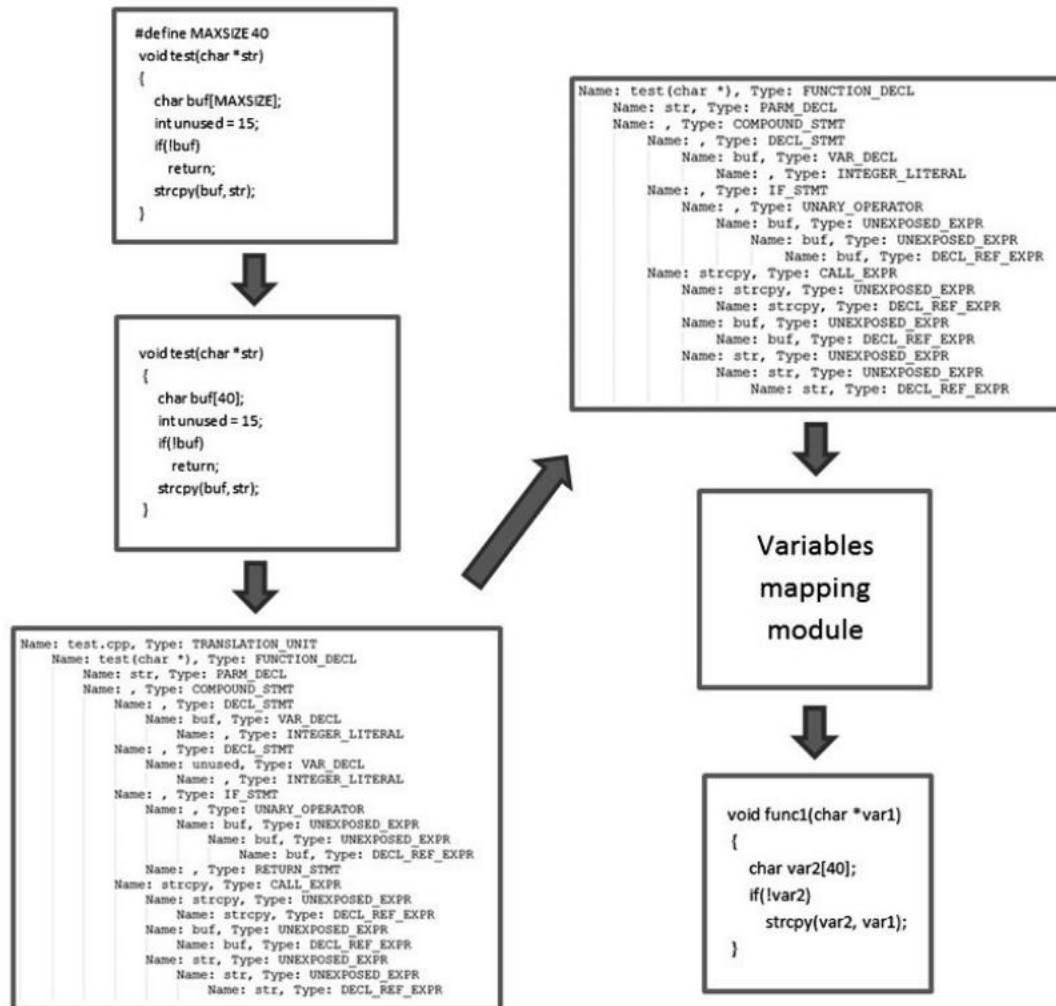 #define MAXSIZE 40
void test(char *str)
{
char buf[MAXSIZE];
int unused = 15;
if(!buf)
return;
strcpy(buf, str);
}
void test(char *str)
{
char buf[40];
int unused = 15;
if(!buf)
return;
strcpy(buf, str);
}
Name: test.cpp, Type: TRANSLATION_UNIT
Name: test(char *), Type: FUNCTION_DECL
Name: str, Type: PARM_DECL
Name: , Type: COMPOUND_STMT
Name: , Type: DECL_STMT
Name: buf, Type: VAR_DECL
Name: , Type: INTEGER_LITERAL
Name: , Type: DECL_STMT
Name: unused, Type: VAR_DECL
Name: , Type: INTEGER_LITERAL
Name: , Type: IF_STMT
Name: , Type: UNARY_OPERATOR
Name: buf, Type: UNEXPOSED_EXPR
Name: buf, Type: UNEXPOSED_EXPR
Name: buf, Type: DECL_REF_EXPR
Name: , Type: RETURN_STMT
Name: strcpy, Type: CALL_EXPR
Name: strcpy, Type: UNEXPOSED_EXPR
Name: strcpy, Type: DECL_REF_EXPR
Name: buf, Type: UNEXPOSED_EXPR
Name: buf, Type: DECL_REF_EXPR
Name: str, Type: UNEXPOSED_EXPR
Name: str, Type: UNEXPOSED_EXPR
Name: str, Type: DECL_REF_EXPR
Name: test(char *), Type: FUNCTION_DECL
Name: str, Type: PARM_DECL
Name: , Type: COMPOUND_STMT
Name: , Type: DECL_STMT
Name: buf, Type: VAR_DECL
Name: , Type: INTEGER_LITERAL
Name: , Type: IF_STMT
Name: , Type: UNARY_OPERATOR
Name: buf, Type: UNEXPOSED_EXPR
Name: buf, Type: UNEXPOSED_EXPR
Name: buf, Type: DECL_REF_EXPR
Name: strcpy, Type: CALL_EXPR
Name: strcpy, Type: UNEXPOSED_EXPR
Name: strcpy, Type: DECL_REF_EXPR
Name: buf, Type: UNEXPOSED_EXPR
Name: buf, Type: DECL_REF_EXPR
Name: str, Type: UNEXPOSED_EXPR
Name: str, Type: UNEXPOSED_EXPR
Name: str, Type: DECL_REF_EXPR
Variables
mapping
module
void func1(char *var1)
{
char var2[40];
if(!var2)
strcpy(var2, var1);
}